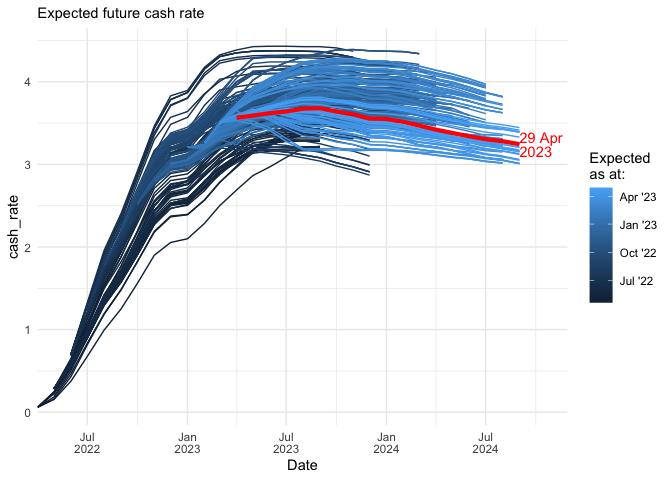 Expected future cash rate
cash_rate
4
3
2
1
0
29 Apr
2023
Jul
2022
Jan
2023
Jul
2023
Jan
2024
Jul
2024
Date
Expected
as at:
Apr '23
Jan '23
Oct '22
Jul '22